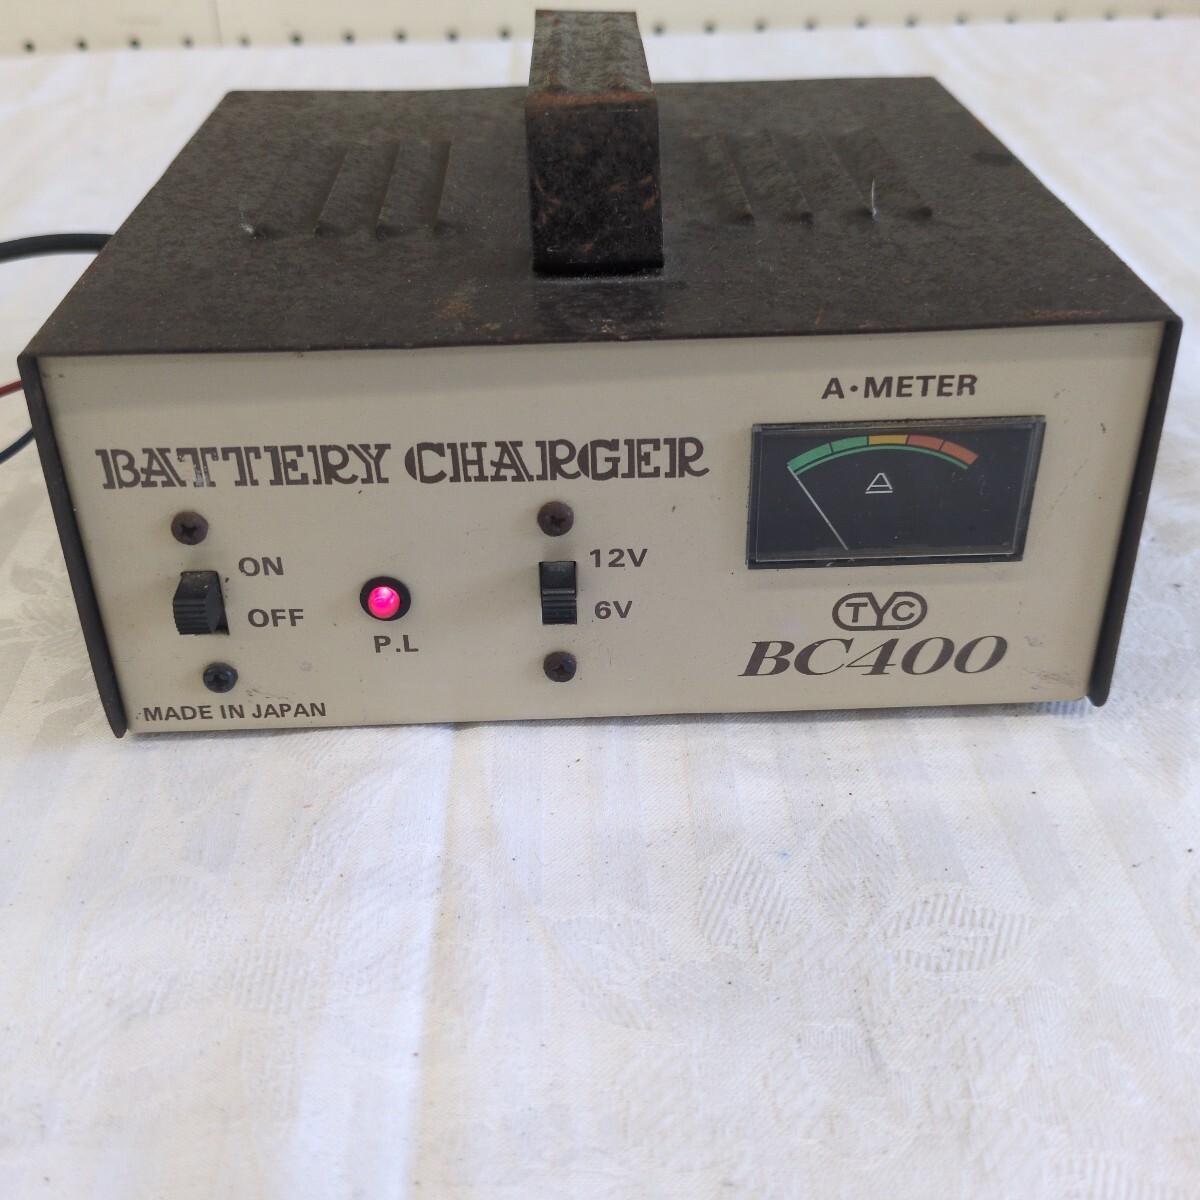 A・METER
BATTERY CHARGER
A
ON
OFF
P.L
12V
6V
TYC
BC400
MADE IN JAPAN